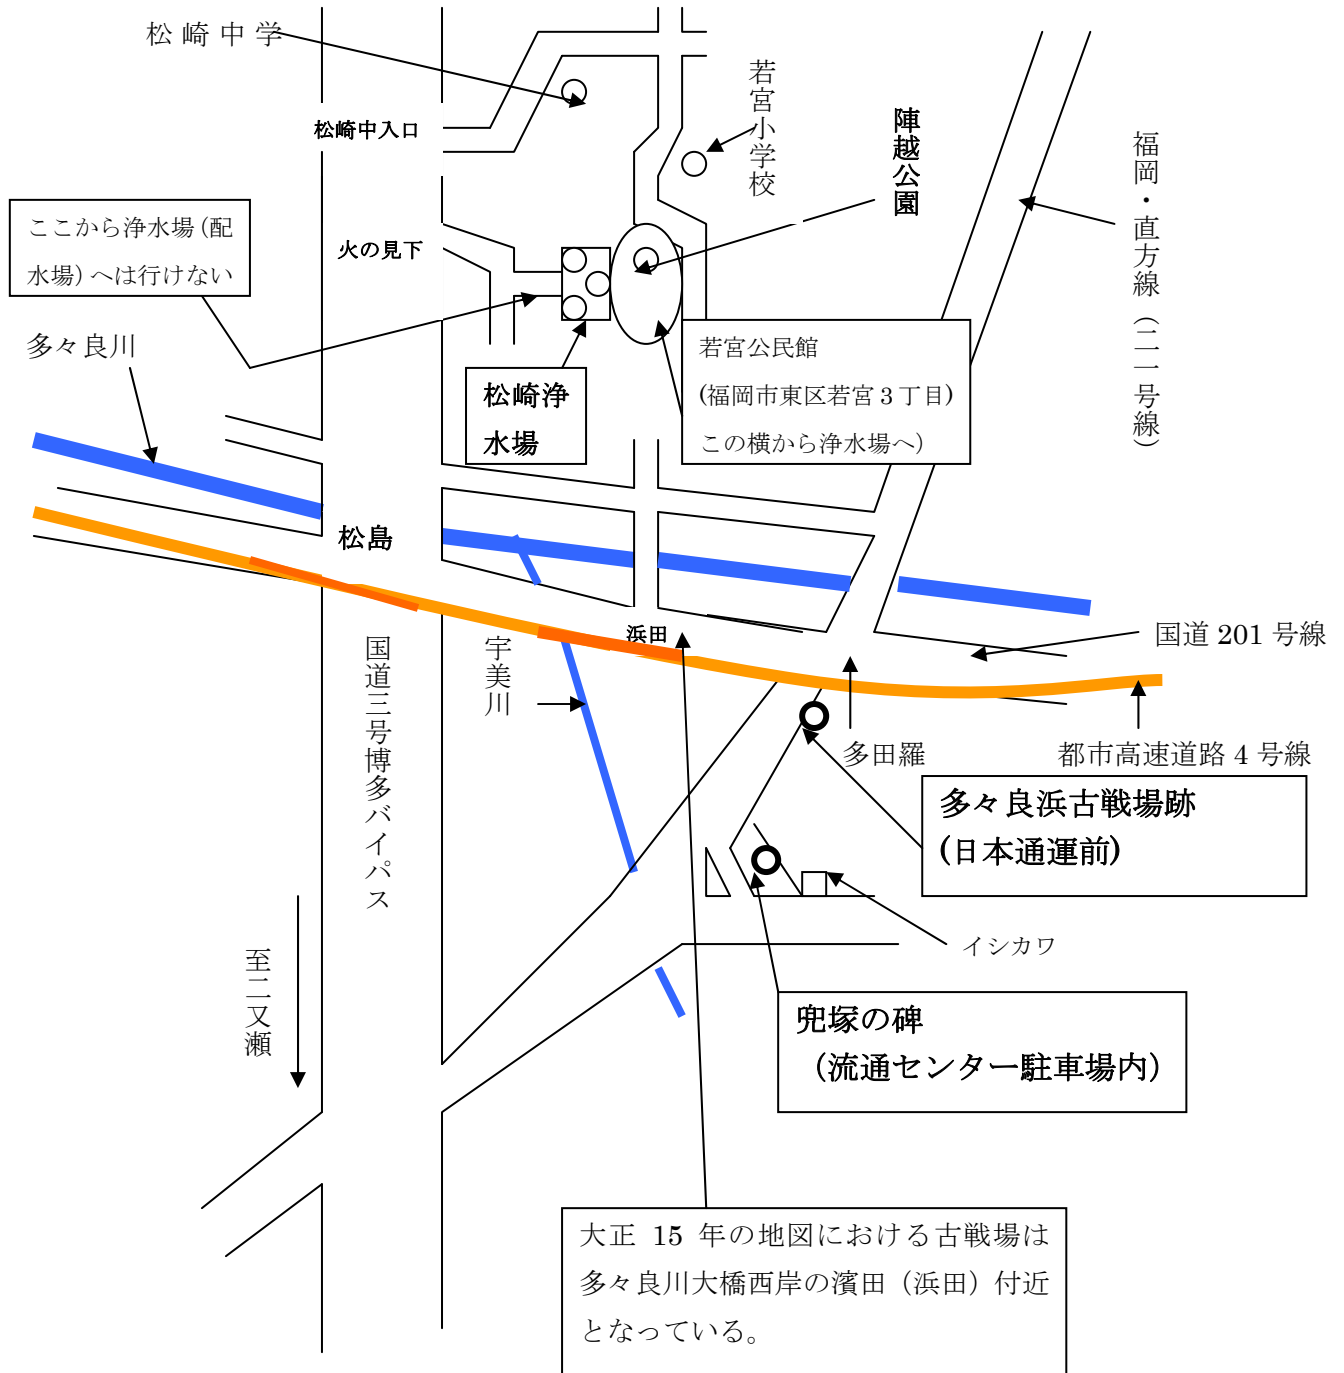 松崎中学
若宮小学校
陣越公園
松崎中入口
福岡・直方線（二一号線）
ここから浄水場（配
水場）へは行けない
火の見下
多々良川
若宮公民館
(福岡市東区若宮3丁目)
この横から浄水場へ）
松崎浄
水場
松島
浜田
国道 201 号線
国道三号博多バイパス
宇美川
多田羅
都市高速道路 4 号線
多々良浜古戦場跡
(日本通運前)
イシカワ
至二又瀬
兜塚の碑
（流通センター駐車場内）
大正 15 年の地図における古戦場は
多々良川大橋西岸の濱田（浜田）付近
となっている。